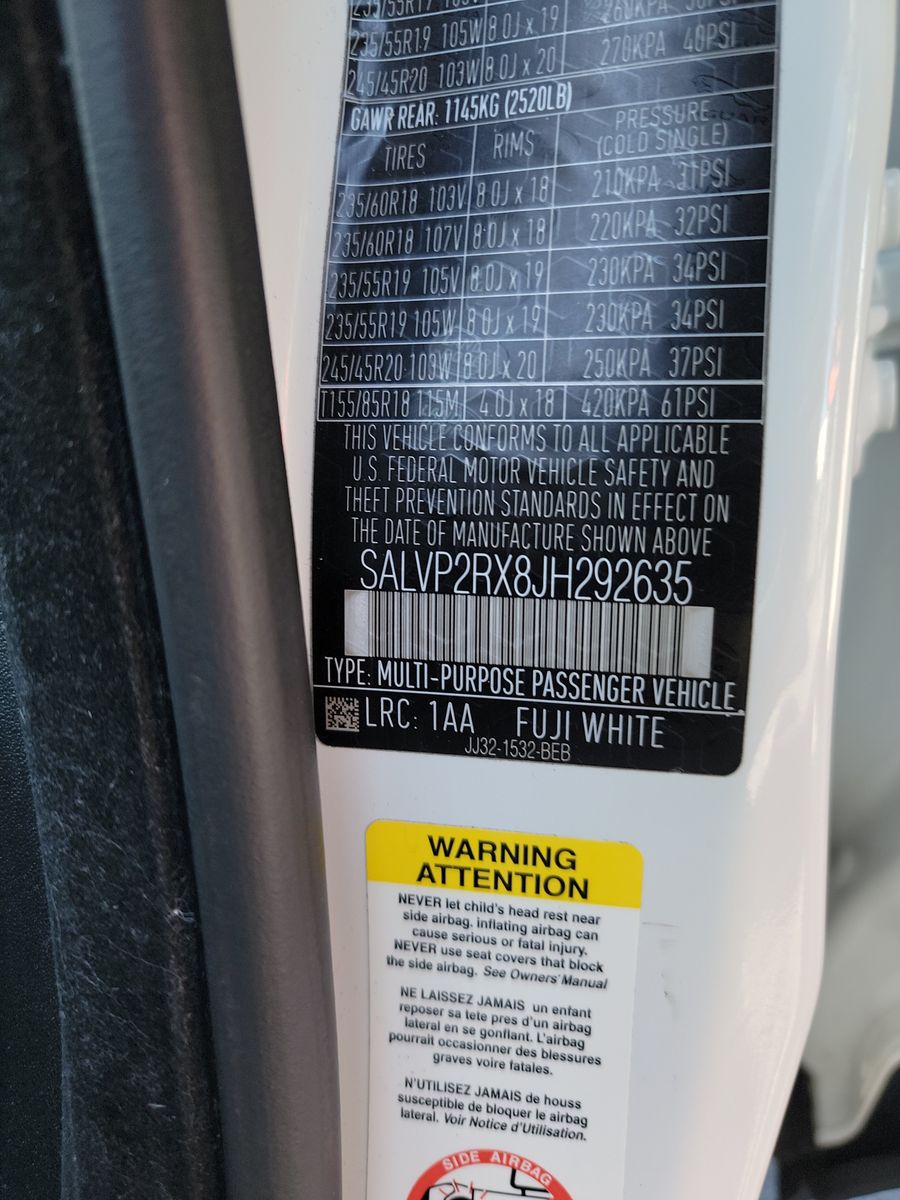 235/55R19 105W 8.0J x 19 270KPA 40PSI
245/45R20 103W 8.0J x 20
GAWR REAR: 1145KG (2520LB)
TIRES RIMS PRESSURE (COLD SINGLE)
235/60R18 103V 8.0J x 18 210KPA 31PSI
235/60R18 107V 8.0J x 18 220KPA 32PSI
235/55R19 105V 8.0J x 19 230KPA 34PSI
235/55R19 105W 8.0J x 19 230KPA 34PSI
245/45R20 103W 8.0J x 20 250KPA 37PSI
T155/85R18 115M 4.0J x 18 420KPA 61PSI
THIS VEHICLE CONFORMS TO ALL APPLICABLE
U.S. FEDERAL MOTOR VEHICLE SAFETY AND
THEFT PREVENTION STANDARDS IN EFFECT ON
THE DATE OF MANUFACTURE SHOWN ABOVE
SALVP2RX8JH292635
TYPE: MULTI-PURPOSE PASSENGER VEHICLE
LRC: 1AA FUJI WHITE
JJ32-1532-BEB
WARNING
ATTENTION
NEVER let child's head rest near
side airbag. inflating airbag can
cause serious or fatal injury.
NEVER use seat covers that block
the side airbag. See Owners' Manual
NE LAISSEZ JAMAIS un enfant
reposer sa tete pres d'un airbag
lateral en se gonflant. L'airbag
pourrait occasionner des blessures
graves voire fatales.
N'UTILISEZ JAMAIS de houss
susceptible de bloquer le airbag
lateral. Voir Notice d'Utilisation.
SIDE AIRBAG